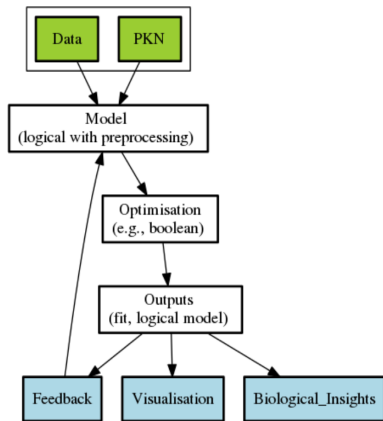 Data
PKN
Model
(logical with preprocessing)
Optimisation
(e.g., boolean)
Outputs
(fit, logical model)
Feedback
Visualisation
Biological_Insights